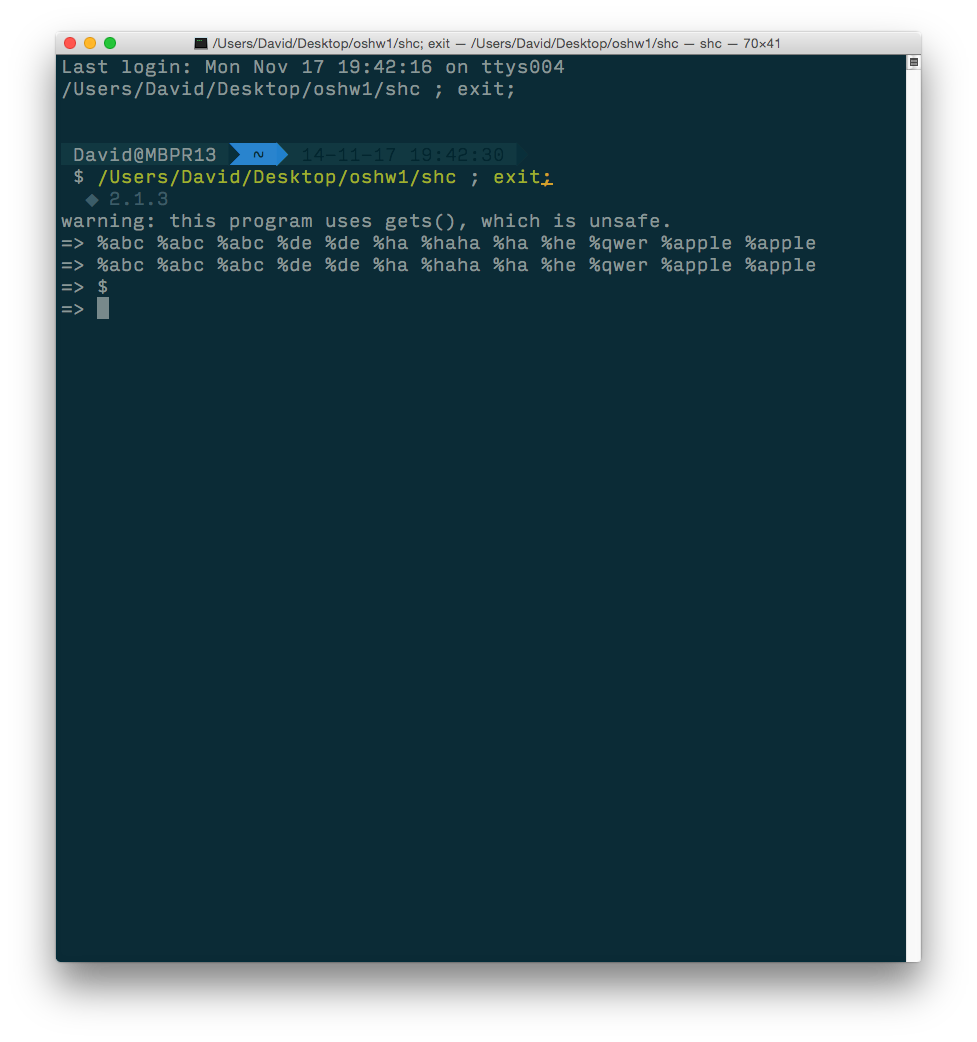 /Users/David/Desktop/oshw1/shc; exit — /Users/David/Desktop/oshw1/shc — shc — 70×41
Last login: Mon Nov 17 19:42:16 on ttys004
/Users/David/Desktop/oshw1/shc ; exit;
David@MBPR13 ~ 14-11-17 19:42:30
$ /Users/David/Desktop/oshw1/shc ; exit;
◆ 2.1.3
warning: this program uses gets(), which is unsafe.
=> %abc %abc %abc %de %de %ha %haha %ha %he %qwer %apple %apple
=> %abc %abc %abc %de %de %ha %haha %ha %he %qwer %apple %apple
=> $
=>